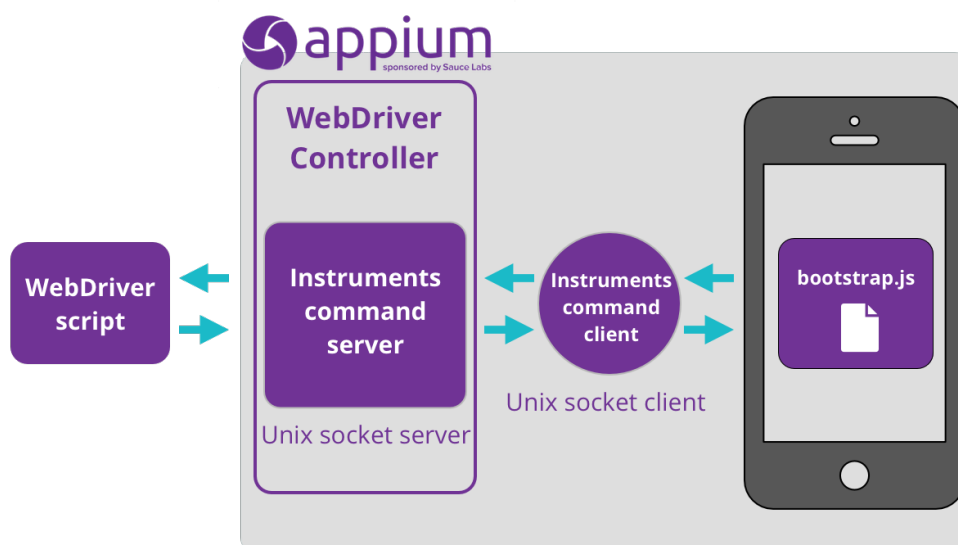 appium
sponsored by Sauce Labs
WebDriver
Controller
WebDriver
script
Instruments
command
server
Unix socket server
Instruments
command
client
Unix socket client
bootstrap.js